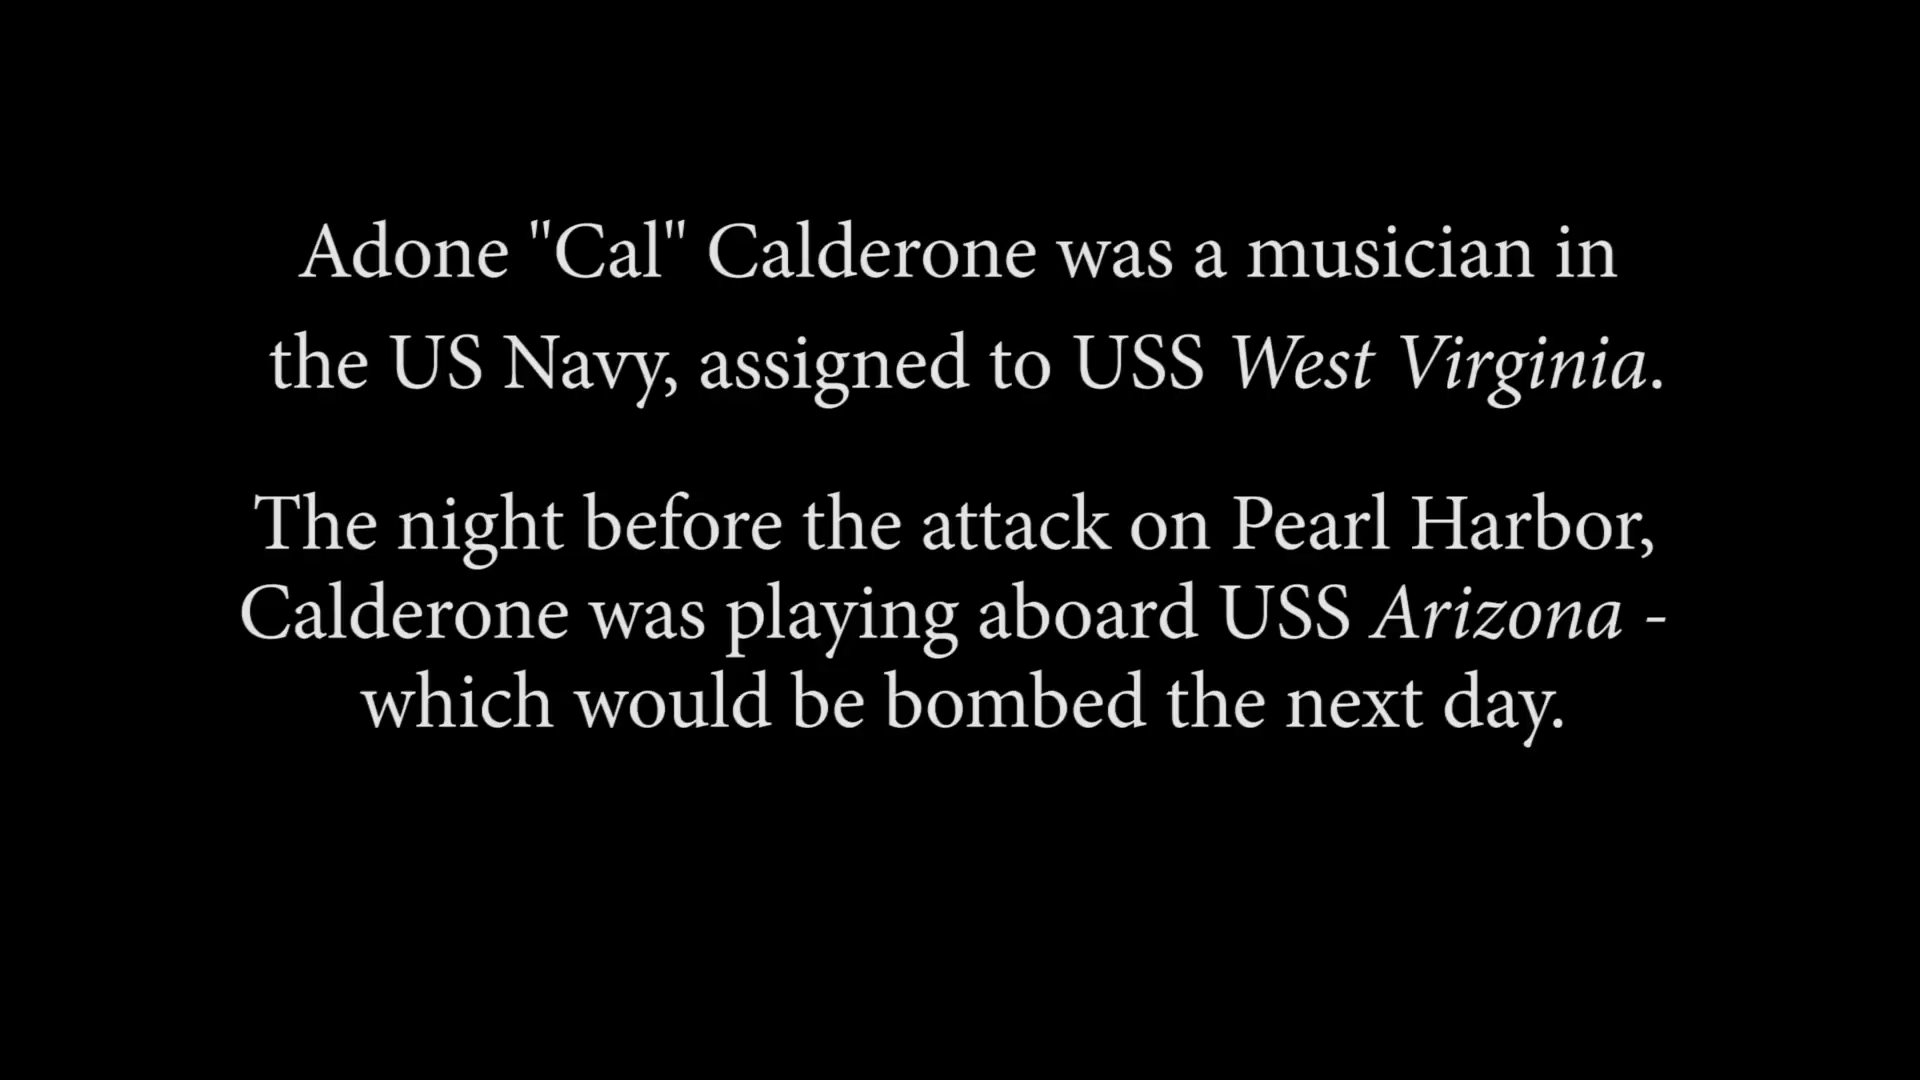 Adone "Cal" Calderone was a musician in
the US Navy, assigned to USS West Virginia.
The night before the attack on Pearl Harbor,
Calderone was playing aboard USS Arizona -
which would be bombed the next day.